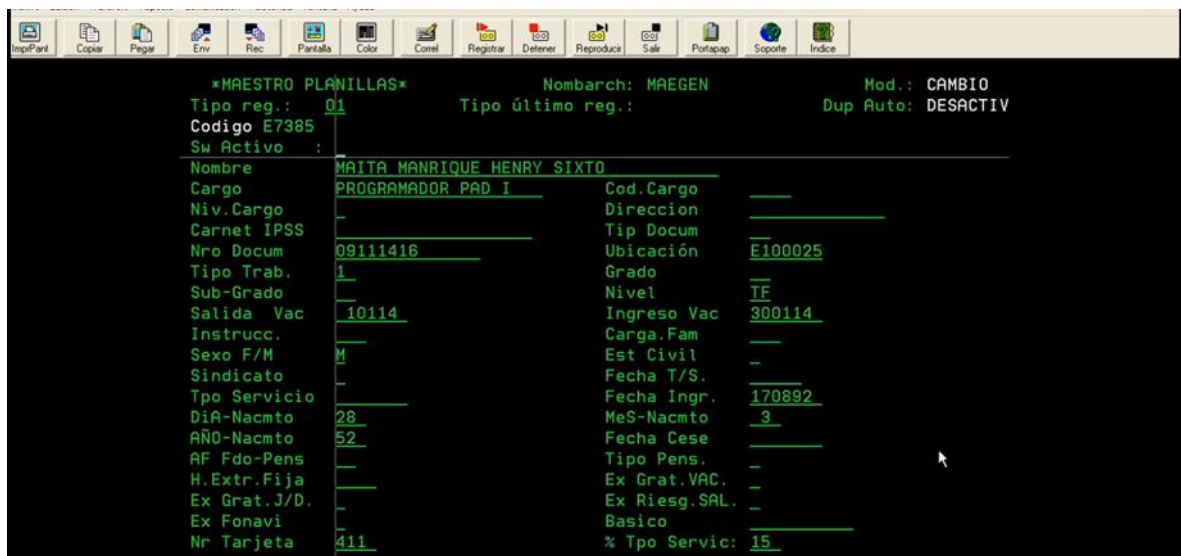 ImprPant Copiar Pegar Env Rec Pantalla Color Correl Registrar Detener Reproducir Salir Portapap Soporte Indice
*MAESTRO PLANILLAS* Nombarch: MAEGEN Mod.: CAMBIO
Tipo reg.: 01 Tipo último reg.: Dup Auto: DESACTIV
Codigo E7385
Sw Activo :
Nombre MAITA MANRIQUE HENRY SIXTO
Cargo PROGRAMADOR PAD I Cod.Cargo
Niv.Cargo Direccion
Carnet IPSS Tip Docum
Nro Docum 09111416 Ubicación E100025
Tipo Trab. 1 Grado
Sub-Grado Nivel TF
Salida Vac 10114 Ingreso Vac 300114
Instrucc. Carga.Fam
Sexo F/M M Est Civil
Sindicato Fecha T/S.
Tpo Servicio Fecha Ingr. 170892
DiA-Nacmto 28 MeS-Nacmto 3
AÑO-Nacmto 52 Fecha Cese
AF Fdo-Pens Tipo Pens.
H.Extr.Fija Ex Grat.VAC.
Ex Grat.J/D. Ex Riesg.SAL.
Ex Fonavi Basico
Nr Tarjeta 411 % Tpo Servic: 15